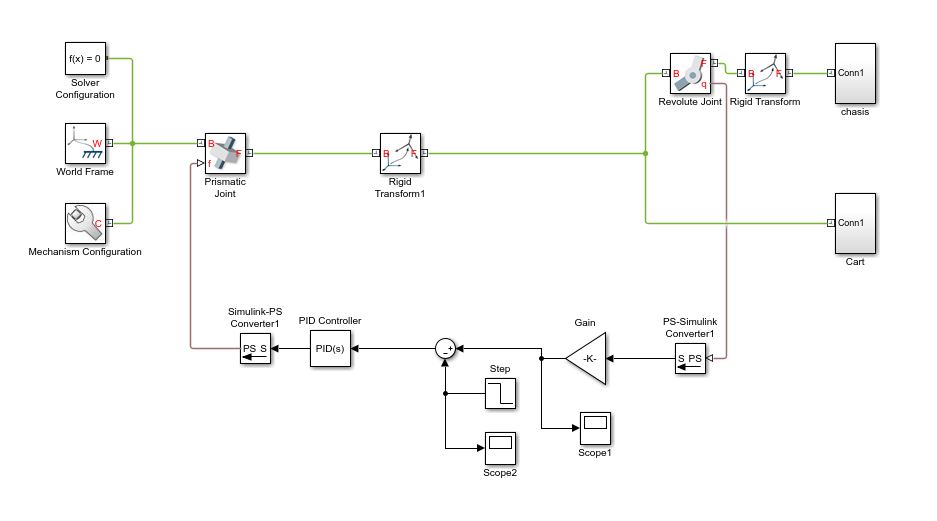 f(x) = 0
Solver
Configuration
W
World Frame
C
Mechanism Configuration
B
F
f
Prismatic
Joint
B
F
Rigid
Transform1
B
F
q
Revolute Joint
B
F
Rigid Transform
Conn1
chasis
Conn1
Cart
Simulink-PS
Converter1
PS S
PID Controller
PID(s)
+
−
Step
Scope2
Gain
-K-
Scope1
PS-Simulink
Converter1
S PS